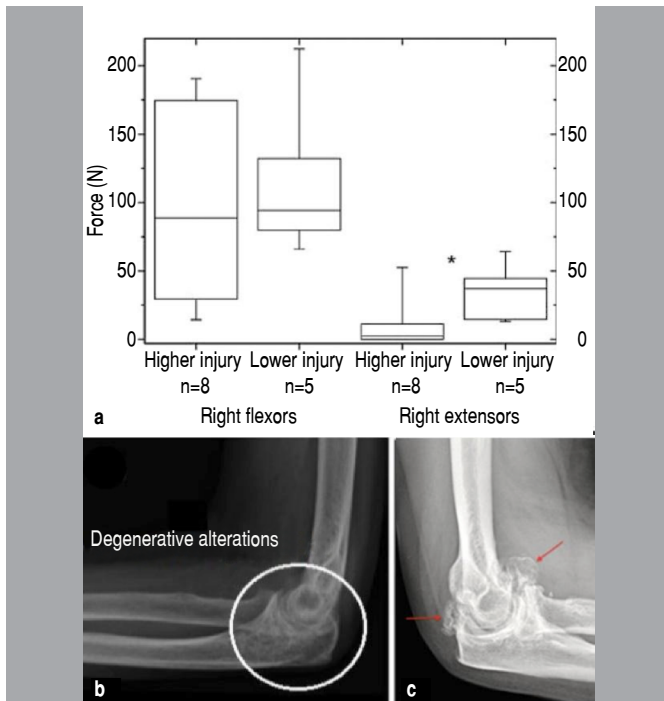 200
200
150
150
Force (N)
100
100
50
*
50
0
0
Higher injury Lower injury Higher injury Lower injury
n=8 n=5 n=8 n=5
a Right flexors Right extensors
Degenerative alterations
b c